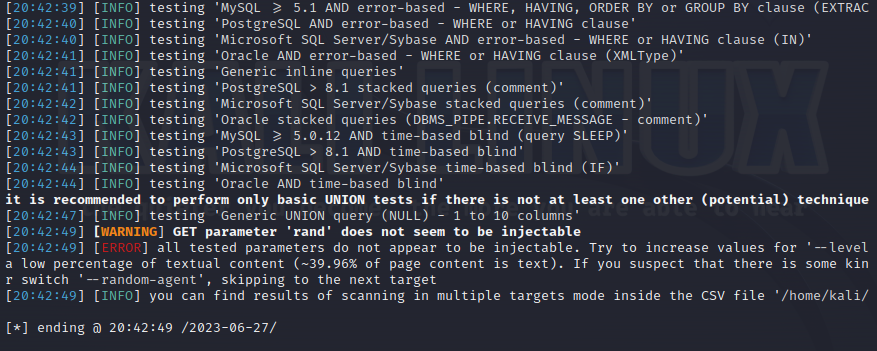 [20:42:39] [INFO] testing 'MySQL ≥ 5.1 AND error-based - WHERE, HAVING, ORDER BY or GROUP BY clause (EXTRAC
[20:42:40] [INFO] testing 'PostgreSQL AND error-based - WHERE or HAVING clause'
[20:42:40] [INFO] testing 'Microsoft SQL Server/Sybase AND error-based - WHERE or HAVING clause (IN)'
[20:42:41] [INFO] testing 'Oracle AND error-based - WHERE or HAVING clause (XMLType)'
[20:42:41] [INFO] testing 'Generic inline queries'
[20:42:41] [INFO] testing 'PostgreSQL > 8.1 stacked queries (comment)'
[20:42:42] [INFO] testing 'Microsoft SQL Server/Sybase stacked queries (comment)'
[20:42:42] [INFO] testing 'Oracle stacked queries (DBMS_PIPE.RECEIVE_MESSAGE - comment)'
[20:42:43] [INFO] testing 'MySQL ≥ 5.0.12 AND time-based blind (query SLEEP)'
[20:42:43] [INFO] testing 'PostgreSQL > 8.1 AND time-based blind'
[20:42:44] [INFO] testing 'Microsoft SQL Server/Sybase time-based blind (IF)'
[20:42:44] [INFO] testing 'Oracle AND time-based blind'
it is recommended to perform only basic UNION tests if there is not at least one other (potential) technique
[20:42:47] [INFO] testing 'Generic UNION query (NULL) - 1 to 10 columns'
[20:42:49] [WARNING] GET parameter 'rand' does not seem to be injectable
[20:42:49] [ERROR] all tested parameters do not appear to be injectable. Try to increase values for '--level
a low percentage of textual content (~39.96% of page content is text). If you suspect that there is some kin
r switch '--random-agent', skipping to the next target
[20:42:49] [INFO] you can find results of scanning in multiple targets mode inside the CSV file '/home/kali/
[*] ending @ 20:42:49 /2023-06-27/